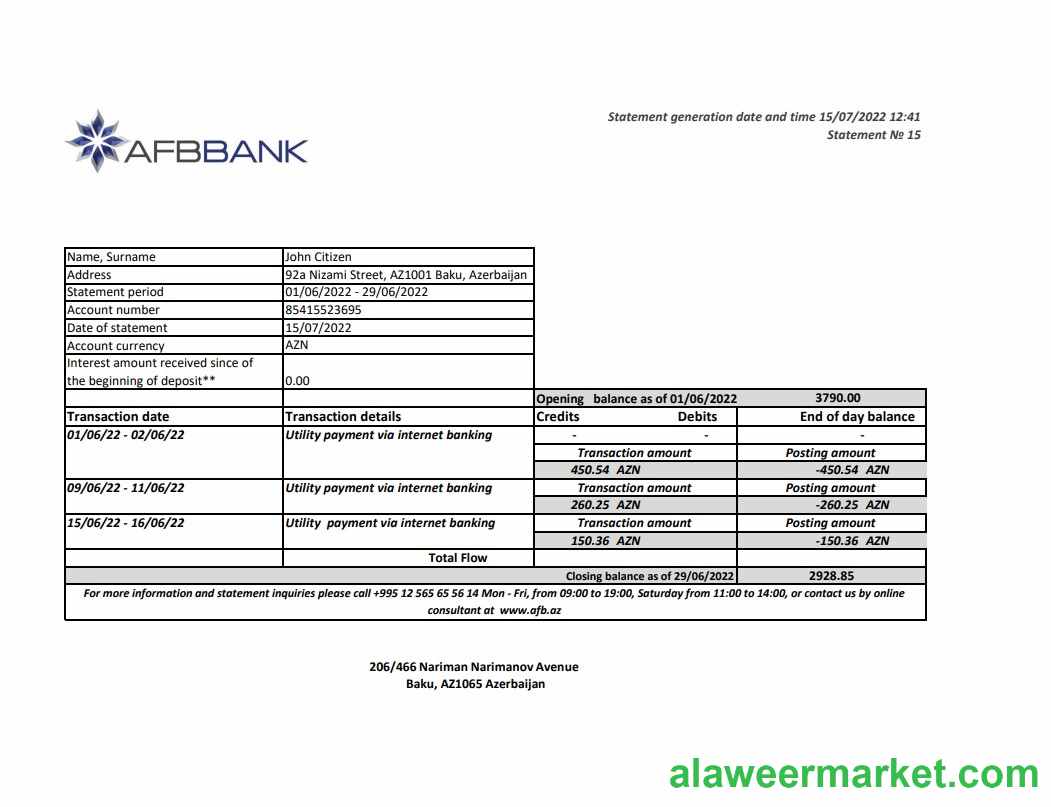 Statement generation date and time 15/07/2022 12:41
Statement № 15
AFBBANK
Name, Surname John Citizen
Address 92a Nizami Street, AZ1001 Baku, Azerbaijan
Statement period 01/06/2022 - 29/06/2022
Account number 85415523695
Date of statement 15/07/2022
Account currency AZN
Interest amount received since of
the beginning of deposit** 0.00
Opening balance as of 01/06/2022 3790.00
Transaction date Transaction details Credits Debits End of day balance
01/06/22 - 02/06/22 Utility payment via internet banking - - -
Transaction amount Posting amount
450.54 AZN -450.54 AZN
09/06/22 - 11/06/22 Utility payment via internet banking Transaction amount Posting amount
260.25 AZN -260.25 AZN
15/06/22 - 16/06/22 Utility payment via internet banking Transaction amount Posting amount
150.36 AZN -150.36 AZN
Total Flow
Closing balance as of 29/06/2022 2928.85
For more information and statement inquiries please call +995 12 565 65 56 14 Mon - Fri, from 09:00 to 19:00, Saturday from 11:00 to 14:00, or contact us by online
consultant at www.afb.az
206/466 Nariman Narimanov Avenue
Baku, AZ1065 Azerbaijan
alaweermarket.com